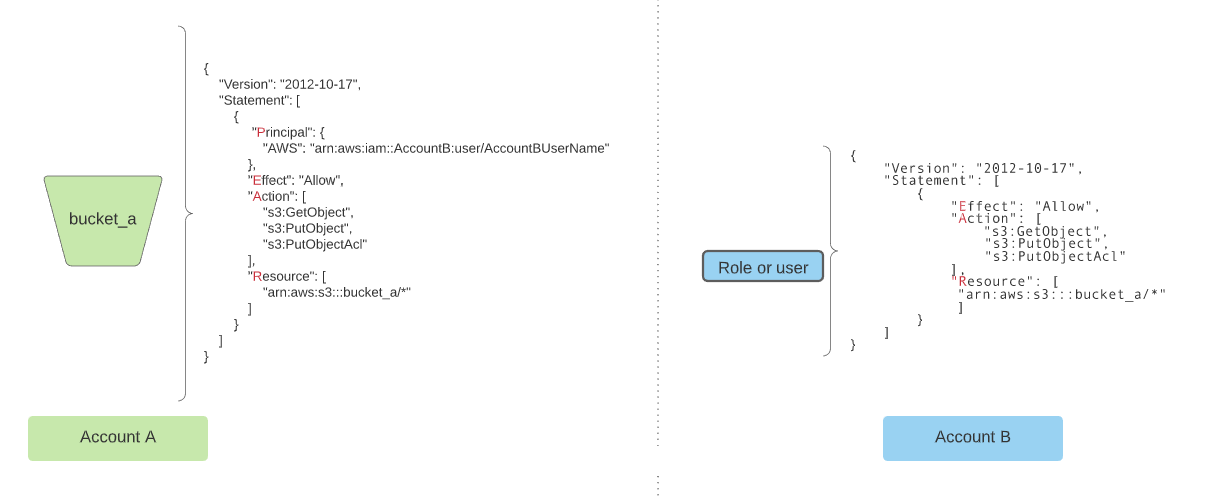 bucket_a
{
"Version": "2012-10-17",
"Statement": [
{
"Principal": {
"AWS": "arn:aws:iam::AccountB:user/AccountBUserName"
},
"Effect": "Allow",
"Action": [
"s3:GetObject",
"s3:PutObject",
"s3:PutObjectAcl"
],
"Resource": [
"arn:aws:s3:::bucket_a/*"
]
}
]
}
Account A
Role or user
{
"Version": "2012-10-17",
"Statement": [
{
"Effect": "Allow",
"Action": [
"s3:GetObject",
"s3:PutObject",
"s3:PutObjectAcl"
],
"Resource": [
"arn:aws:s3:::bucket_a/*"
]
}
]
}
Account B